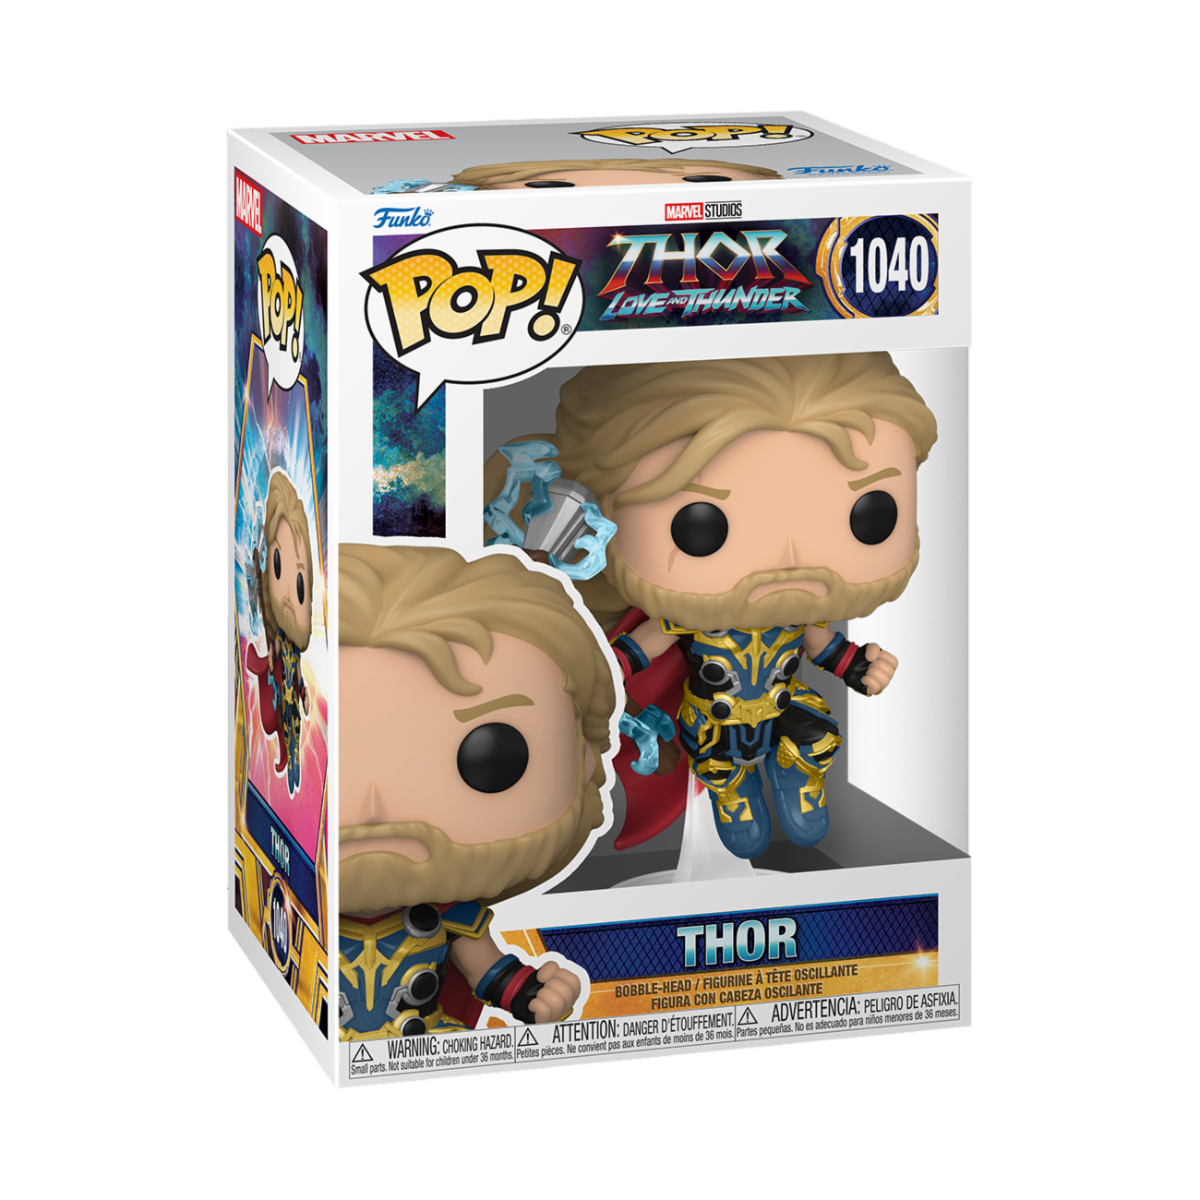 MARVEL
POP!
Funko
MARVEL
POP!
THOR
1040
Funko
POP!®
MARVEL STUDIOS
THOR
LOVE AND THUNDER
1040
THOR
BOBBLE-HEAD / FIGURINE À TÊTE OSCILLANTE
FIGURA CON CABEZA OSCILANTE
WARNING: CHOKING HAZARD.
Small parts. Not suitable for children under 36 months.
ATTENTION: DANGER D'ÉTOUFFEMENT.
Petites pièces. Ne convient pas aux enfants de moins de 36 mois.
ADVERTENCIA: PELIGRO DE ASFIXIA.
Partes pequeñas. No es adecuado para niños menores de 36 meses.